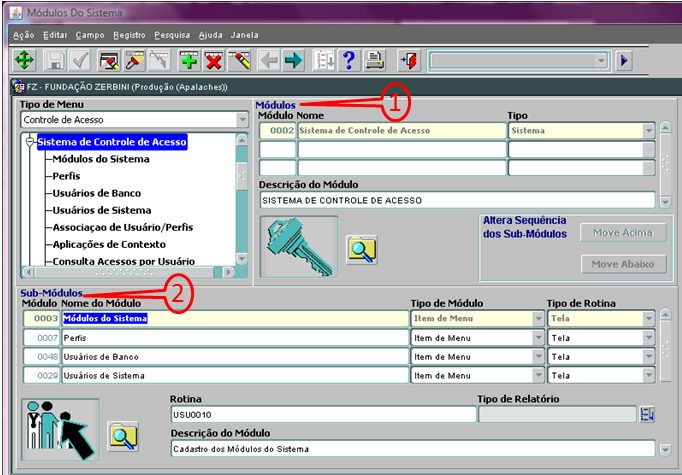 Módulos Do Sistema
Ação Editar Campo Registro Pesquisa Ajuda Janela
FZ - FUNDAÇÃO ZERBINI (Produção (Apalaches))
Tipo de Menu
Controle de Acesso
Sistema de Controle de Acesso
Módulos do Sistema
Perfis
Usuários de Banco
Usuários de Sistema
Associaçao de Usuário/Perfis
Aplicações de Contexto
Consulta Acessos por Usuário
Módulos
1
Módulo Nome Tipo
0002 Sistema de Controle de Acesso Sistema
Descrição do Módulo
SISTEMA DE CONTROLE DE ACESSO
Altera Sequência
dos Sub-Módulos
Move Acima
Move Abaixo
Sub-Módulos
2
Módulo Nome do Módulo Tipo de Módulo Tipo de Rotina
0003 Módulos do Sistema Item de Menu Tela
0007 Perfis Item de Menu Tela
0048 Usuários de Banco Item de Menu Tela
0029 Usuários de Sistema Item de Menu Tela
Rotina Tipo de Relatório
USU0010
Descrição do Módulo
Cadastro dos Módulos do Sistema